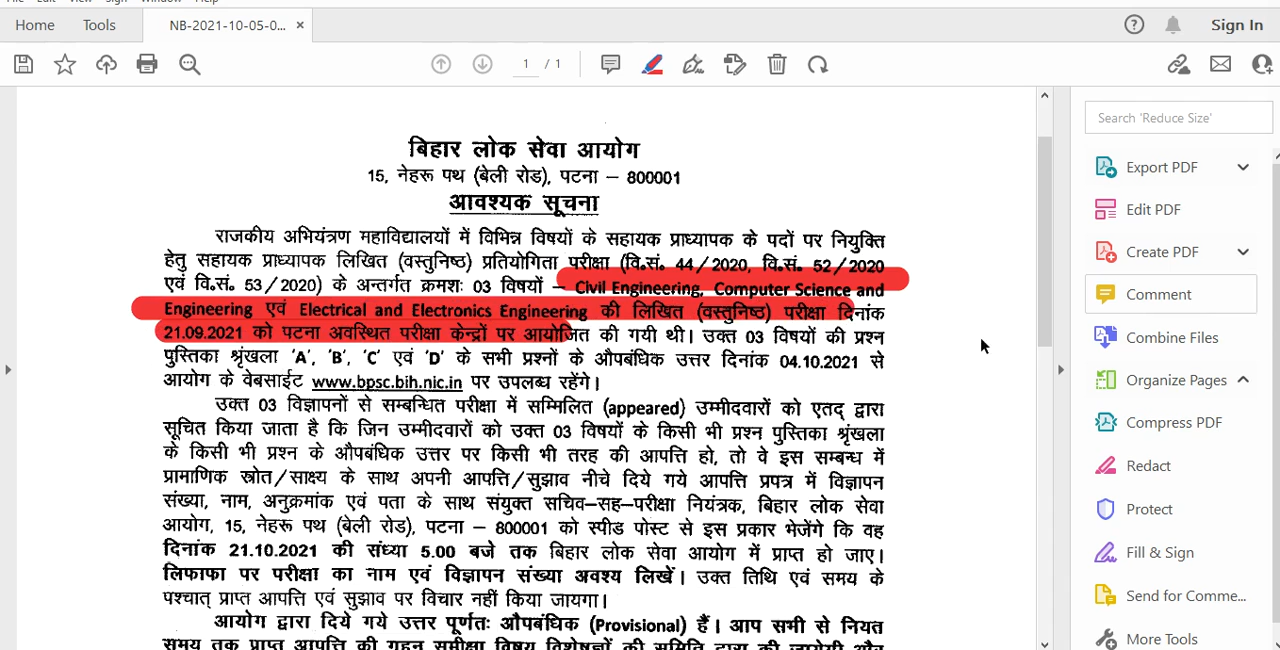 Home Tools NB-2021-10-05-0... × Sign In
1 / 1
Search 'Reduce Size'
Export PDF
Edit PDF
Create PDF
Comment
Combine Files
Organize Pages
Compress PDF
Redact
Protect
Fill & Sign
Send for Comme...
More Tools
बिहार लोक सेवा आयोग
15, नेहरू पथ (बेली रोड), पटना – 800001
आवश्यक सूचना
राजकीय अभियंत्रण महाविद्यालयों में विभिन्न विषयों के सहायक प्राध्यापक के पदों पर नियुक्ति
हेतु सहायक प्राध्यापक लिखित (वस्तुनिष्ठ) प्रतियोगिता परीक्षा (वि.सं. 44/2020, वि.सं. 52/2020
एवं वि.सं. 53/2020) के अन्तर्गत क्रमशः 03 विषयों – Civil Engineering, Computer Science and
Engineering एवं Electrical and Electronics Engineering की लिखित (वस्तुनिष्ठ) परीक्षा दिनांक
21.09.2021 को पटना अवस्थित परीक्षा केन्द्रों पर आयोजित की गयी थी। उक्त 03 विषयों की प्रश्न
पुस्तिका श्रृंखला 'A', 'B', 'C' एवं 'D' के सभी प्रश्नों के औपबंधिक उत्तर दिनांक 04.10.2021 से
आयोग के वेबसाईट www.bpsc.bih.nic.in पर उपलब्ध रहेंगे।
उक्त 03 विज्ञापनों से सम्बन्धित परीक्षा में सम्मिलित (appeared) उम्मीदवारों को एतद् द्वारा
सूचित किया जाता है कि जिन उम्मीदवारों को उक्त 03 विषयों के किसी भी प्रश्न पुस्तिका श्रृंखला
के किसी भी प्रश्न के औपबंधिक उत्तर पर किसी भी तरह की आपत्ति हो, तो वे इस सम्बन्ध में
प्रामाणिक स्रोत/साक्ष्य के साथ अपनी आपत्ति/सुझाव नीचे दिये गये आपत्ति प्रपत्र में विज्ञापन
संख्या, नाम, अनुक्रमांक एवं पता के साथ संयुक्त सचिव–सह–परीक्षा नियंत्रक, बिहार लोक सेवा
आयोग, 15, नेहरू पथ (बेली रोड), पटना – 800001 को स्पीड पोस्ट से इस प्रकार भेजेंगे कि वह
दिनांक 21.10.2021 की संध्या 5.00 बजे तक बिहार लोक सेवा आयोग में प्राप्त हो जाए।
लिफाफा पर परीक्षा का नाम एवं विज्ञापन संख्या अवश्य लिखें। उक्त तिथि एवं समय के
पश्चात् प्राप्त आपत्ति एवं सुझाव पर विचार नहीं किया जायगा।
आयोग द्वारा दिये गये उत्तर पूर्णतः औपबंधिक (Provisional) हैं। आप सभी से नियत
समय तक प्राप्त आपत्ति की गहन समीक्षा विषय विशेषज्ञों की समिति द्वारा की जायेगी और